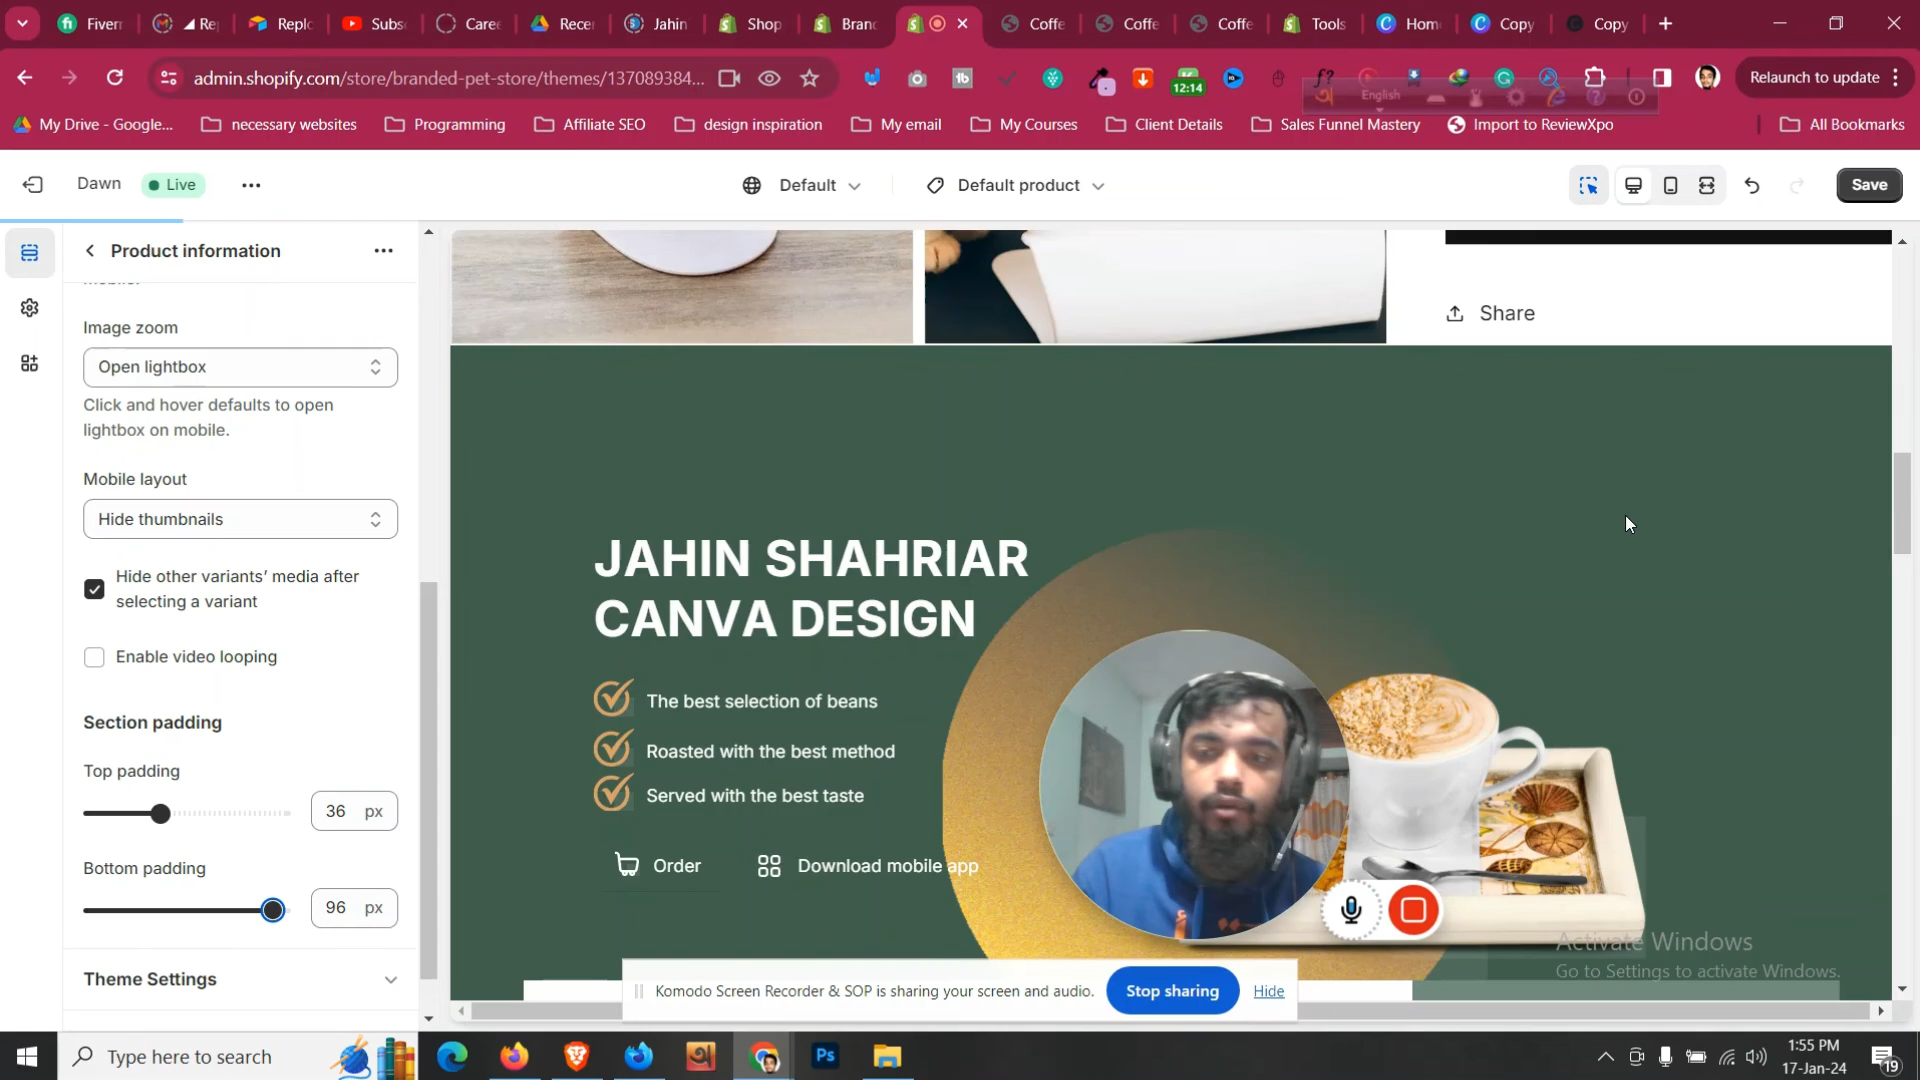 Fiverr
Re
Replo
Subsc
Caree
Recen
Jahin
Shop
Brand
Coffe
Coffe
Coffe
Tools
Hom
Copy
Copy
admin.shopify.com/store/branded-pet-store/themes/137089384...
12:14
English
Relaunch to update
My Drive - Google...
necessary websites
Programming
Affiliate SEO
design inspiration
My email
My Courses
Client Details
Sales Funnel Mastery
Import to ReviewXpo
All Bookmarks
Dawn
Live
Default
Default product
Save
Product information
Image zoom
Open lightbox
Click and hover defaults to open
lightbox on mobile.
Mobile layout
Hide thumbnails
Hide other variants’ media after
selecting a variant
Enable video looping
Section padding
Top padding
36 px
Bottom padding
96 px
Theme Settings
Share
JAHIN SHAHRIAR
CANVA DESIGN
The best selection of beans
Roasted with the best method
Served with the best taste
Order
Download mobile app
Activate Windows
Go to Settings to activate Windows.
Komodo Screen Recorder & SOP is sharing your screen and audio.
Stop sharing
Hide
Type here to search
Ps
1:55 PM
17-Jan-24
19